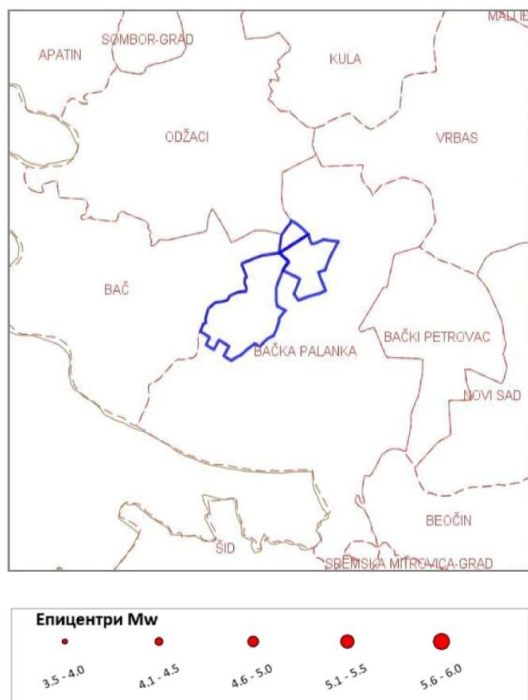 MALI I
SOMBOR-GRAD
APATIN
KULA
ODŽACI
VRBAS
BAČ
BAČKI PETROVAC
BAČKA PALANKA
NOVI SAD
BEOČIN
ŠID
SREMSKA MITROVICA-GRAD
Епицентри Mw
3.5 - 4.0
4.1 - 4.5
4.6 - 5.0
5.1 - 5.5
5.6 - 6.0